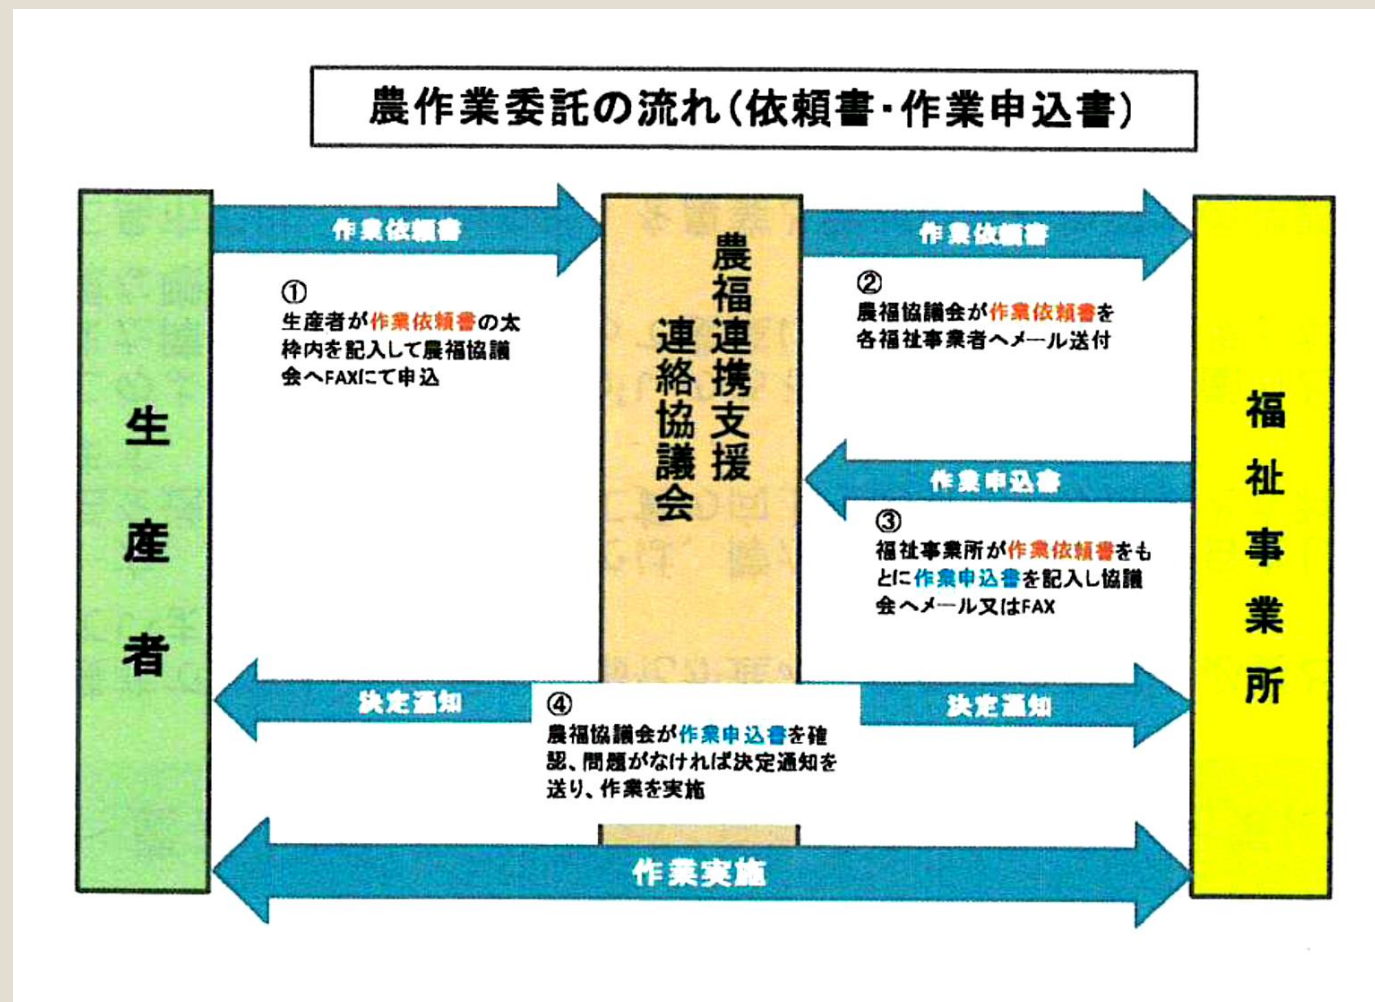 農作業委託の流れ(依頼書・作業申込書)
生産者
作業依頼書
①
生産者が作業依頼書の太
枠内を記入して農福協議
会へFAXにて申込
農福連携支援
連絡協議会
作業依頼書
②
農福協議会が作業依頼書を
各福祉事業者へメール送付
作業申込書
③
福祉事業所が作業依頼書をも
とに作業申込書を記入し協議
会へメール又はFAX
福祉事業所
決定通知
④
農福協議会が作業申込書を確
認、問題がなければ決定通知を
送り、作業を実施
決定通知
作業実施